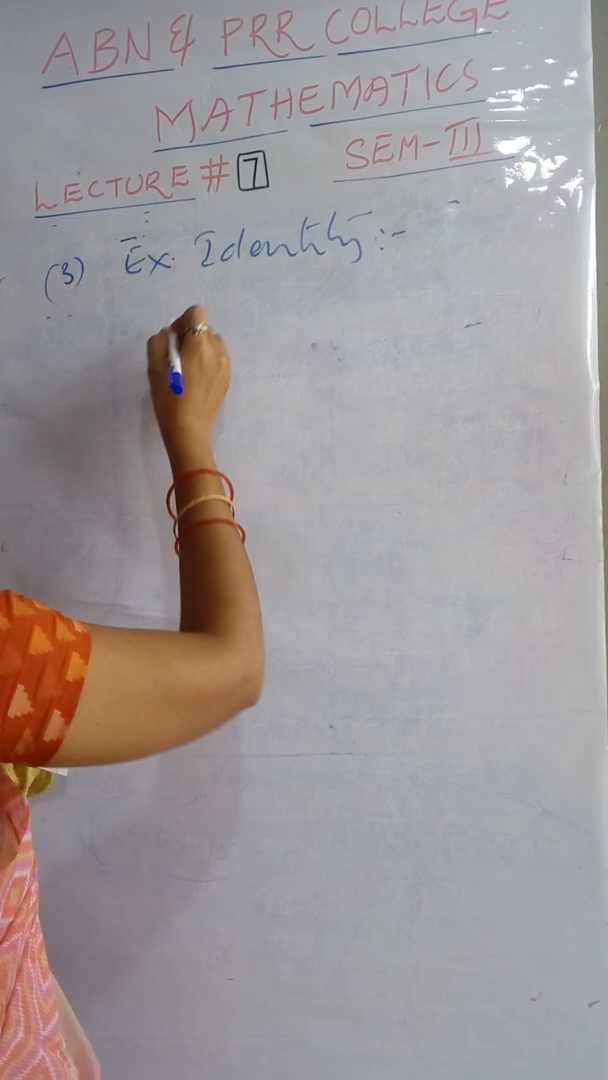 ABN & PRR COLLEGE
MATHEMATICS
SEM-III
LECTURE # 7
(3) Ex. Identity :-